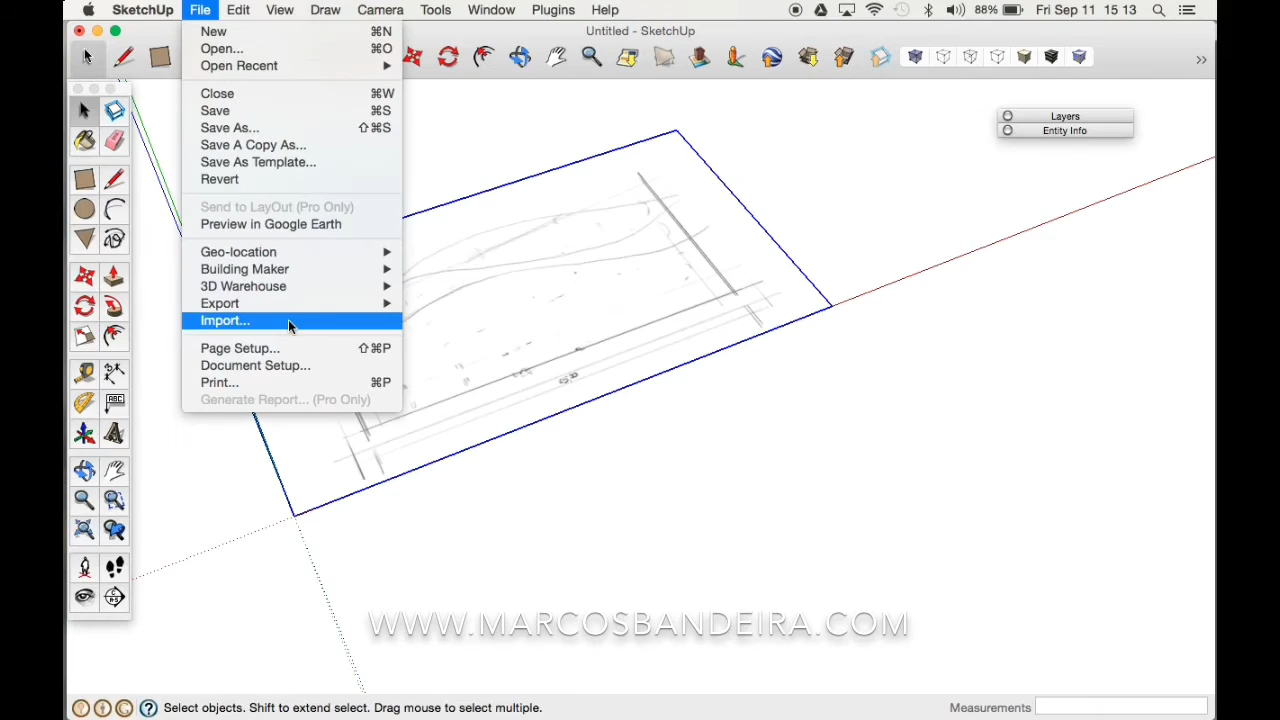 SketchUp File Edit View Draw Camera Tools Window Plugins Help 88% Fri Sep 11 15 13
Untitled - SketchUp
New ⌘N
Open... ⌘O
Open Recent
Close ⌘W
Save ⌘S
Save As... ⇧⌘S
Save A Copy As...
Save As Template...
Revert
Send to LayOut (Pro Only)
Preview in Google Earth
Geo-location
Building Maker
3D Warehouse
Export
Import...
Page Setup... ⇧⌘P
Document Setup...
Print... ⌘P
Generate Report... (Pro Only)
Layers
Entity Info
ABC
WWW.MARCOSBANDEIRA.COM
Select objects. Shift to extend select. Drag mouse to select multiple.
Measurements